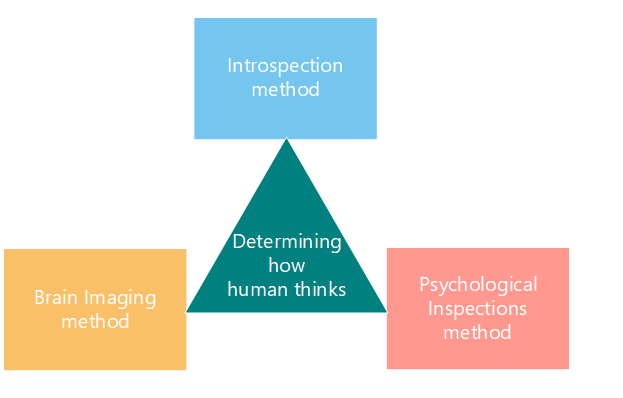 Introspection
method
Determining
how
human thinks
Brain Imaging
method
Psychological
Inspections
method